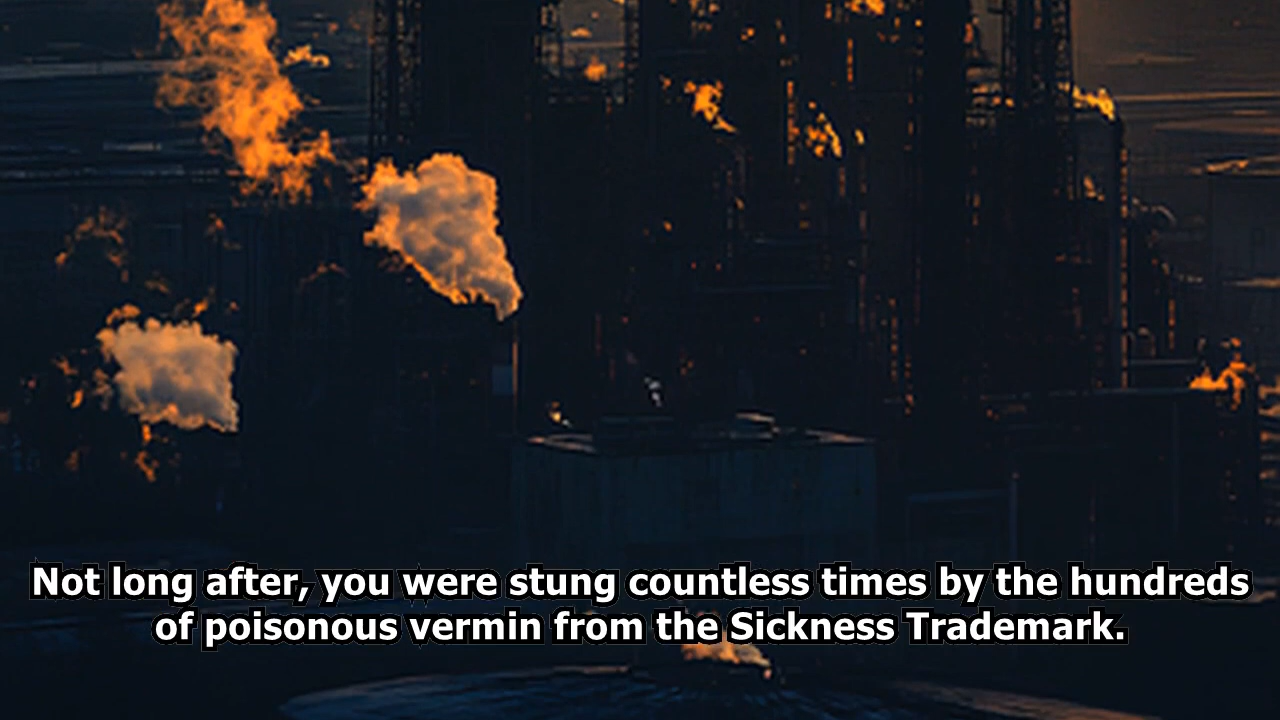 Not long after, you were stung countless times by the hundreds
of poisonous vermin from the Sickness Trademark.